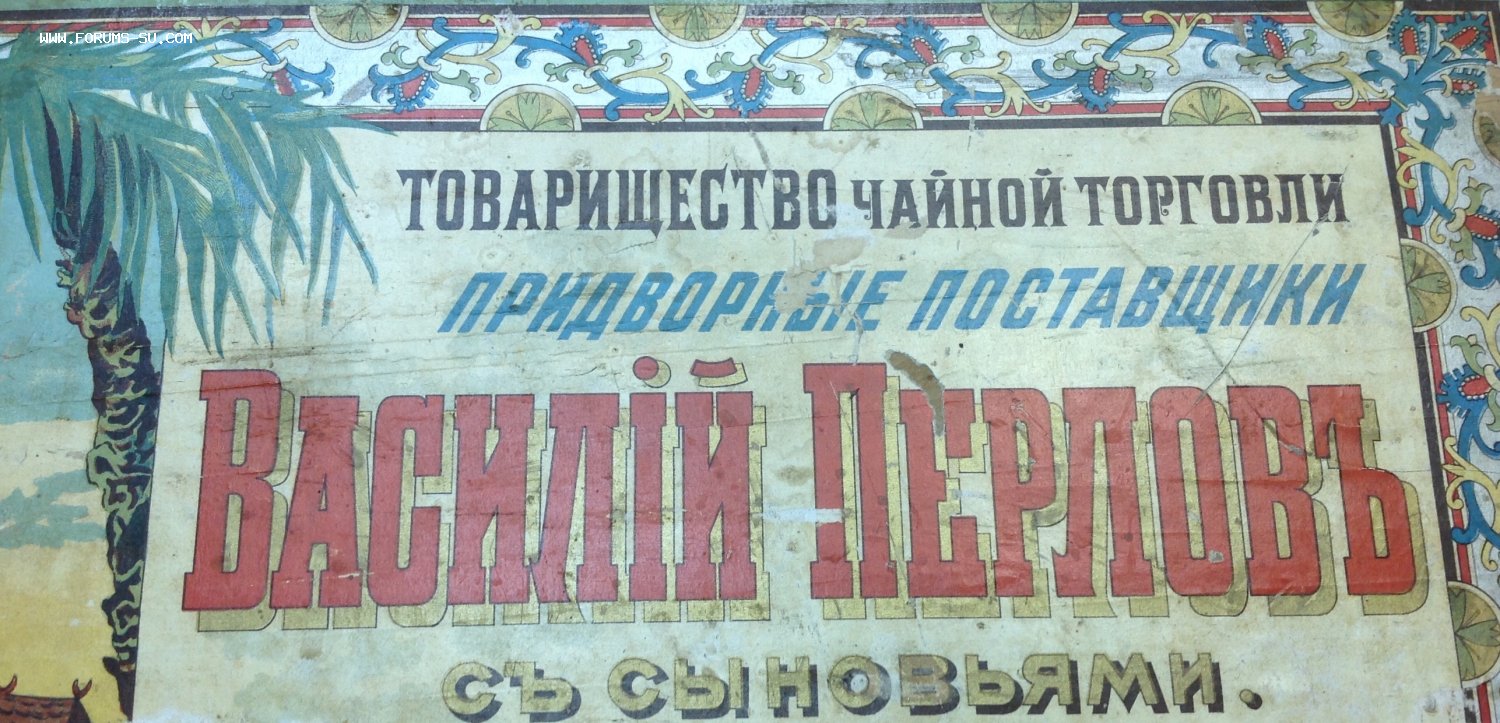 WWW.FORUMS-SU.COM
ТОВАРИЩЕСТВО ЧАЙНОЙ ТОРГОВЛИ
ПРИДВОРНЫЕ ПОСТАВЩИКИ
ВАСИЛІЙ ПЕРЛОВЪ
СЪ СЫНОВЬЯМИ.